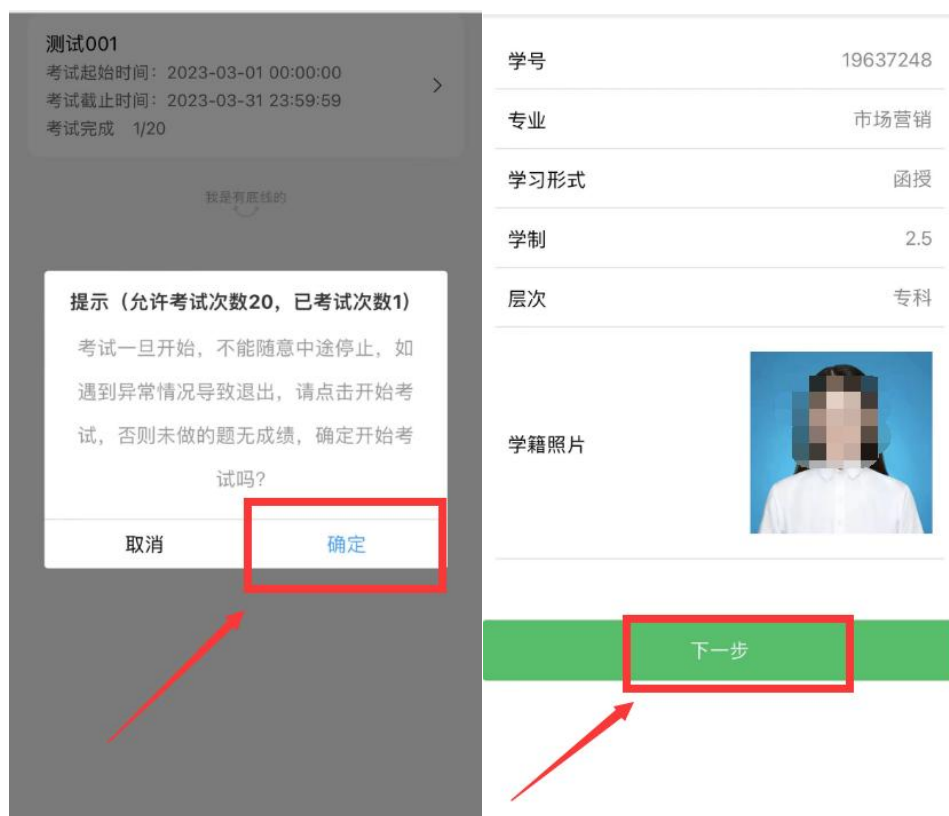 测试001
考试起始时间：2023-03-01 00:00:00
考试截止时间：2023-03-31 23:59:59
考试完成 1/20
我是有底线的
提示（允许考试次数20，已考试次数1）
考试一旦开始，不能随意中途停止，如
遇到异常情况导致退出，请点击开始考
试，否则未做的题无成绩，确定开始考
试吗？
取消 确定
学号 19637248
专业 市场营销
学习形式 函授
学制 2.5
层次 专科
学籍照片
下一步